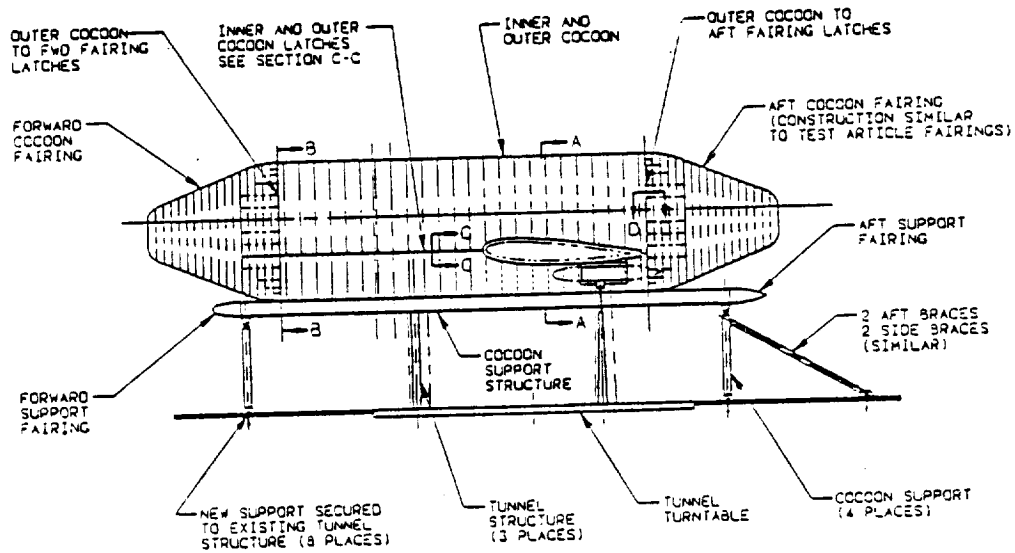 OUTER COCOON
TO FWD FAIRING
LATCHES
INNER AND OUTER
COCOON LATCHES
SEE SECTION C-C
INNER AND
OUTER COCOON
OUTER COCOON TO
AFT FAIRING LATCHES
FORWARD
COCOON
FAIRING
AFT COCOON FAIRING
(CONSTRUCTION SIMILAR
TO TEST ARTICLE FAIRINGS)
B
A
D
C
C
AFT SUPPORT
FAIRING
B
A
2 AFT BRACES
2 SIDE BRACES
(SIMILAR)
COCOON
SUPPORT
STRUCTURE
FORWARD
SUPPORT
FAIRING
NEW SUPPORT SECURED
TO EXISTING TUNNEL
STRUCTURE (8 PLACES)
TUNNEL
STRUCTURE
(3 PLACES)
TUNNEL
TURNTABLE
COCOON SUPPORT
(4 PLACES)